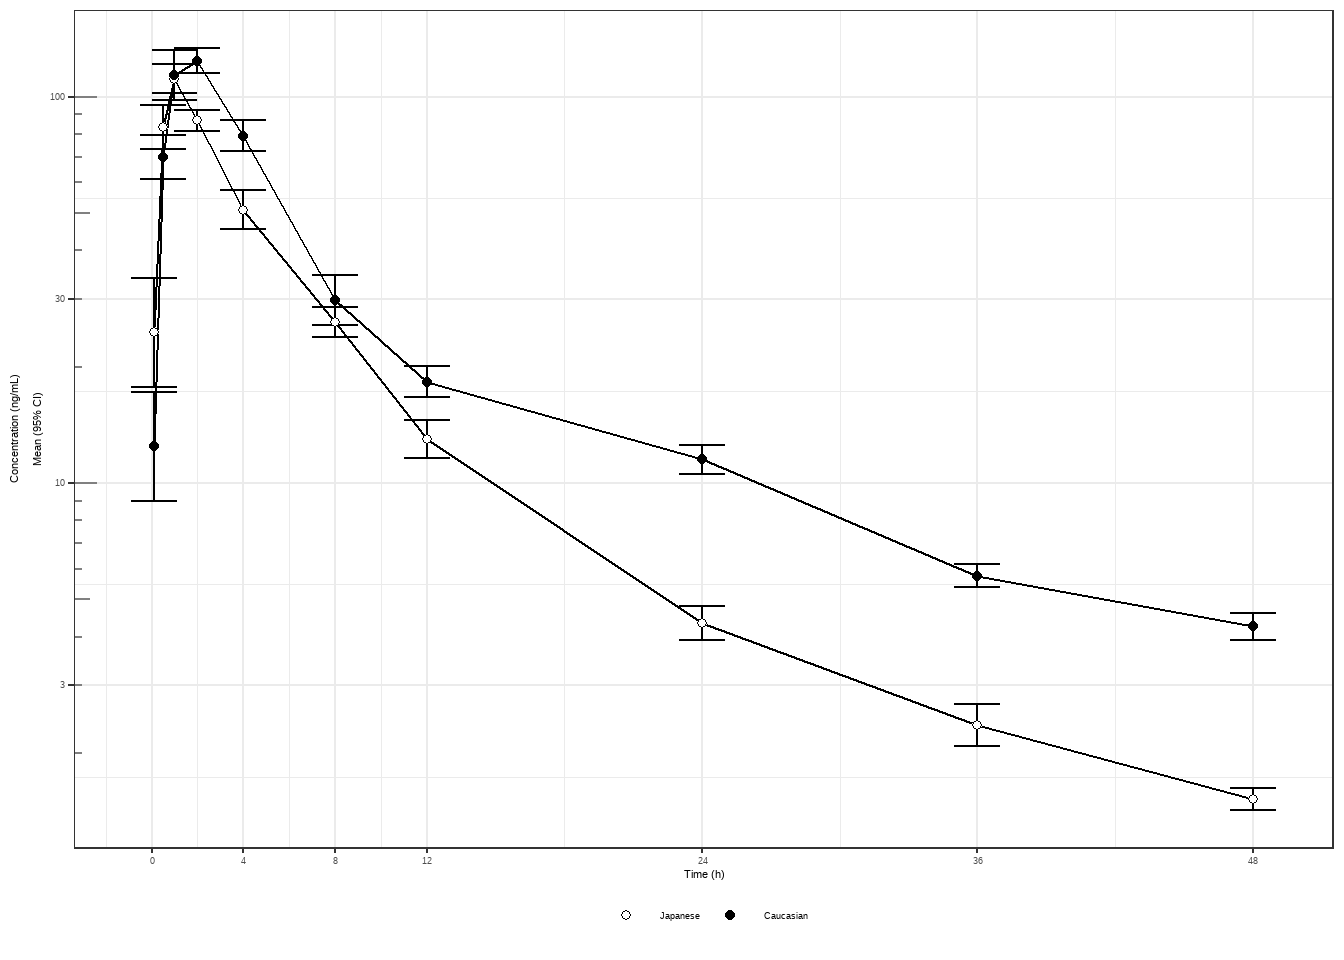 Concentration (ng/mL)
Mean (95% CI)
100
30
10
3
0 4 8 12 24 36 48
Time (h)
Japanese Caucasian